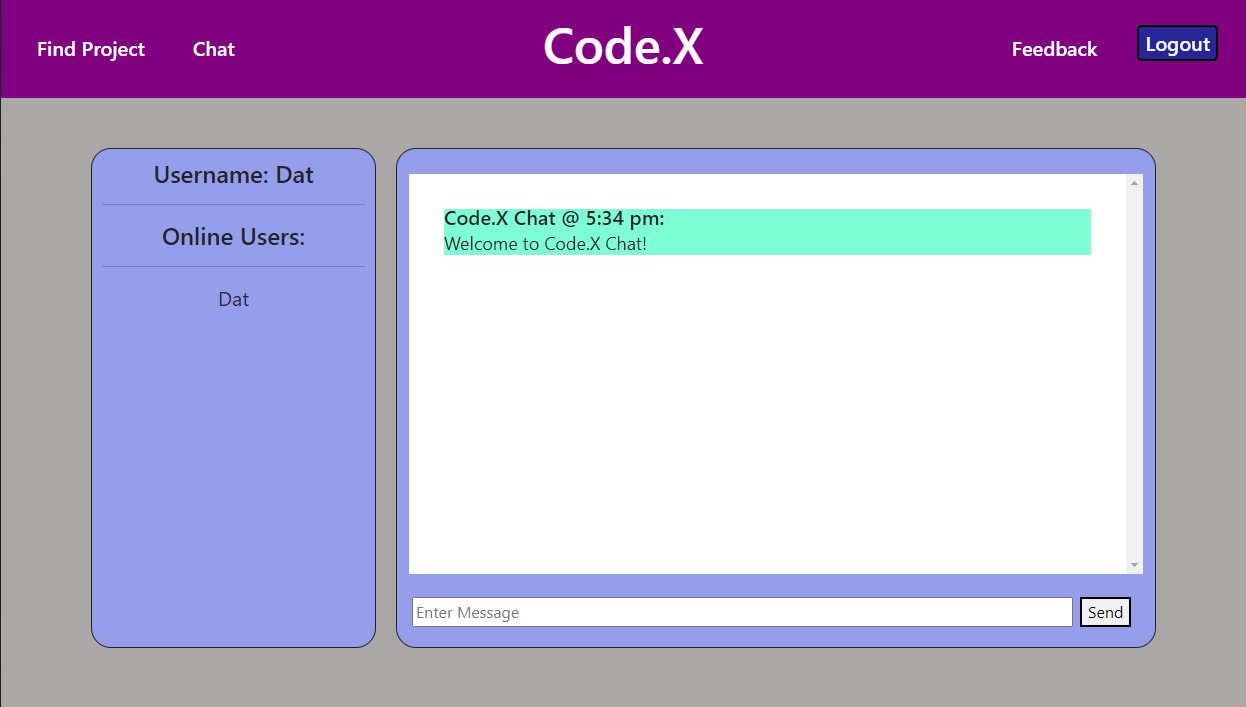 Find Project
Chat
Code.X
Feedback
Logout
Username: Dat
Online Users:
Dat
Code.X Chat @ 5:34 pm:
Welcome to Code.X Chat!
Enter Message
Send